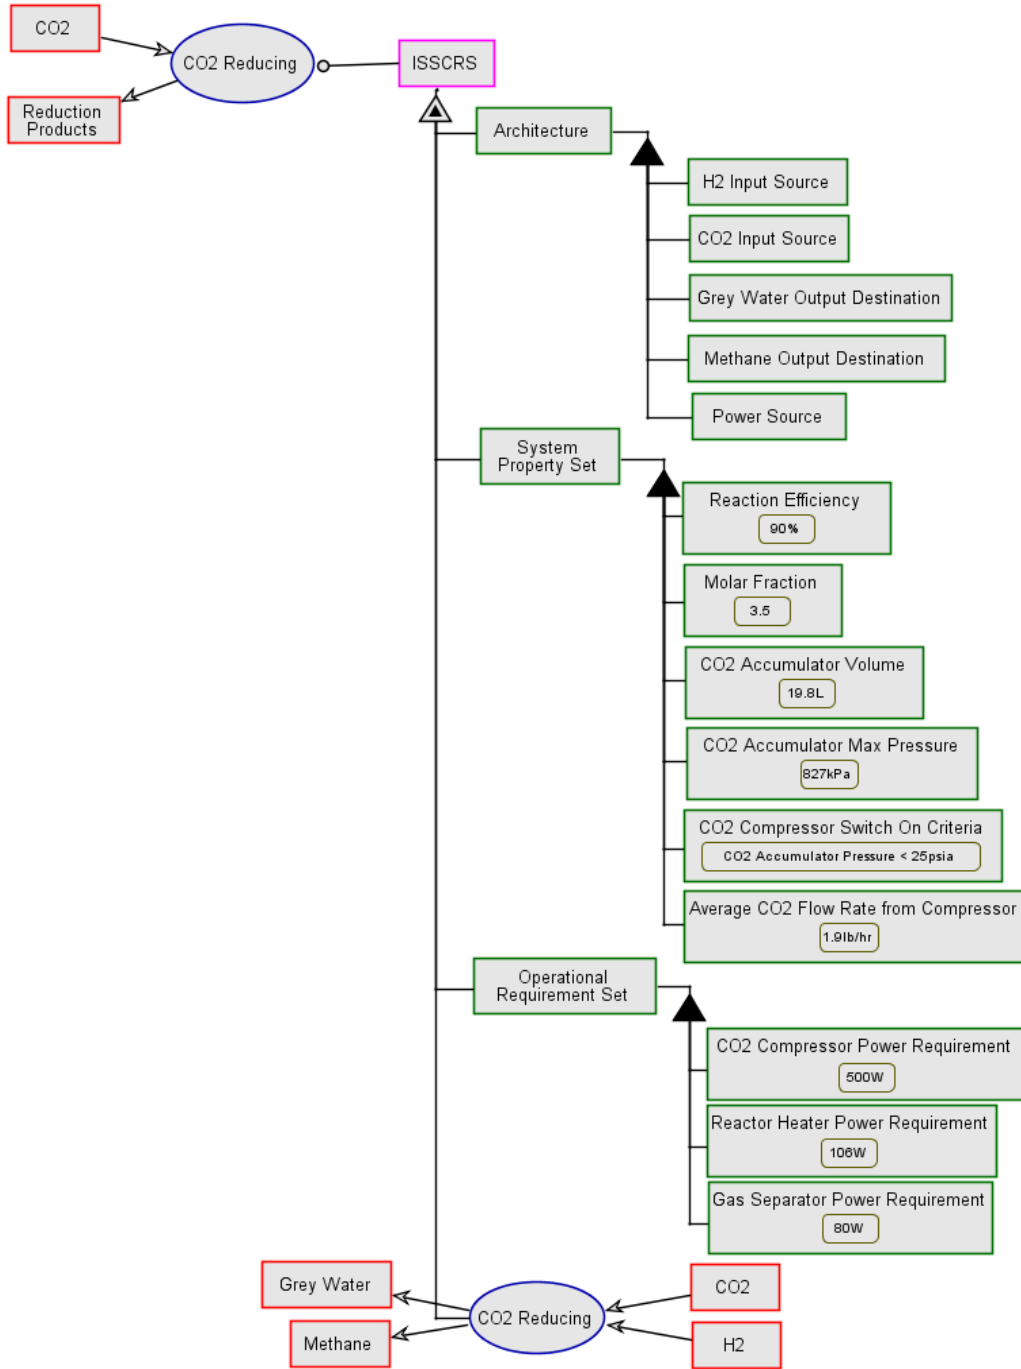 CO2
CO2 Reducing
ISSCRS
Reduction
Products
Architecture
H2 Input Source
CO2 Input Source
Grey Water Output Destination
Methane Output Destination
Power Source
System
Property Set
Reaction Efficiency
90%
Molar Fraction
3.5
CO2 Accumulator Volume
19.8L
CO2 Accumulator Max Pressure
827kPa
CO2 Compressor Switch On Criteria
CO2 Accumulator Pressure < 25psia
Average CO2 Flow Rate from Compressor
1.9lb/hr
Operational
Requirement Set
CO2 Compressor Power Requirement
500W
Reactor Heater Power Requirement
106W
Gas Separator Power Requirement
80W
Grey Water
Methane
CO2 Reducing
CO2
H2